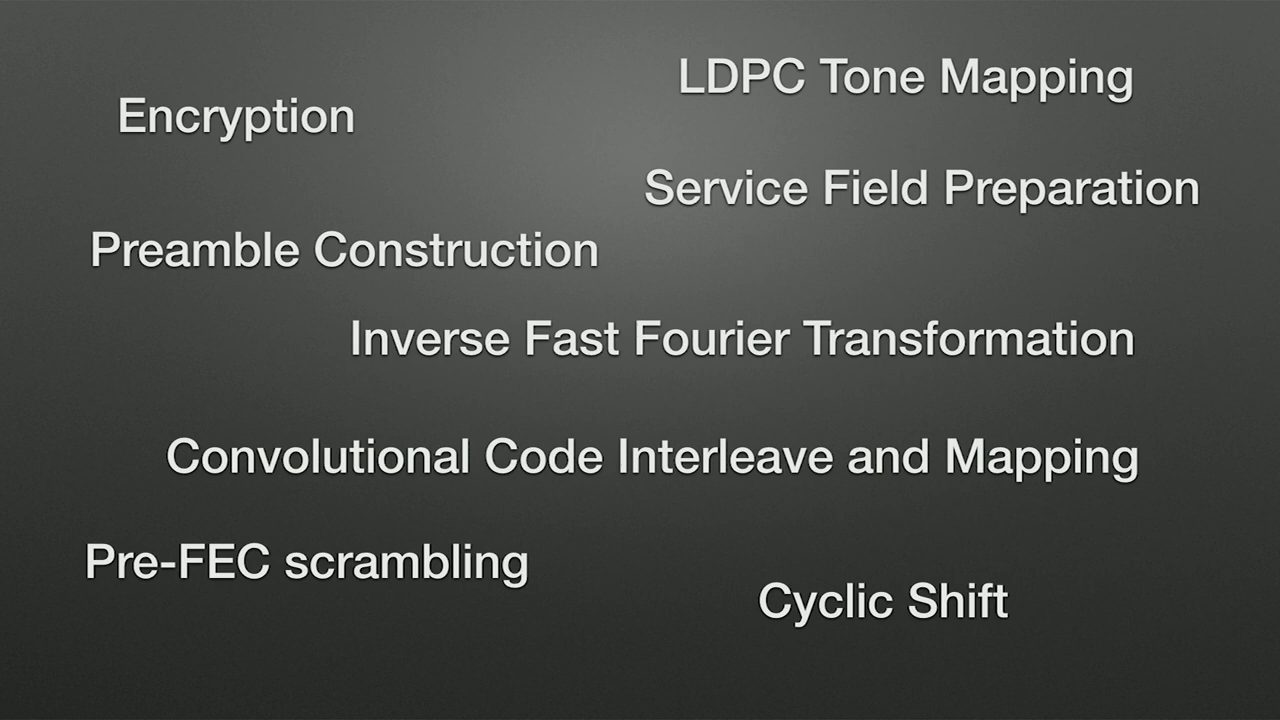 LDPC Tone Mapping
Encryption
Service Field Preparation
Preamble Construction
Inverse Fast Fourier Transformation
Convolutional Code Interleave and Mapping
Pre-FEC scrambling
Cyclic Shift